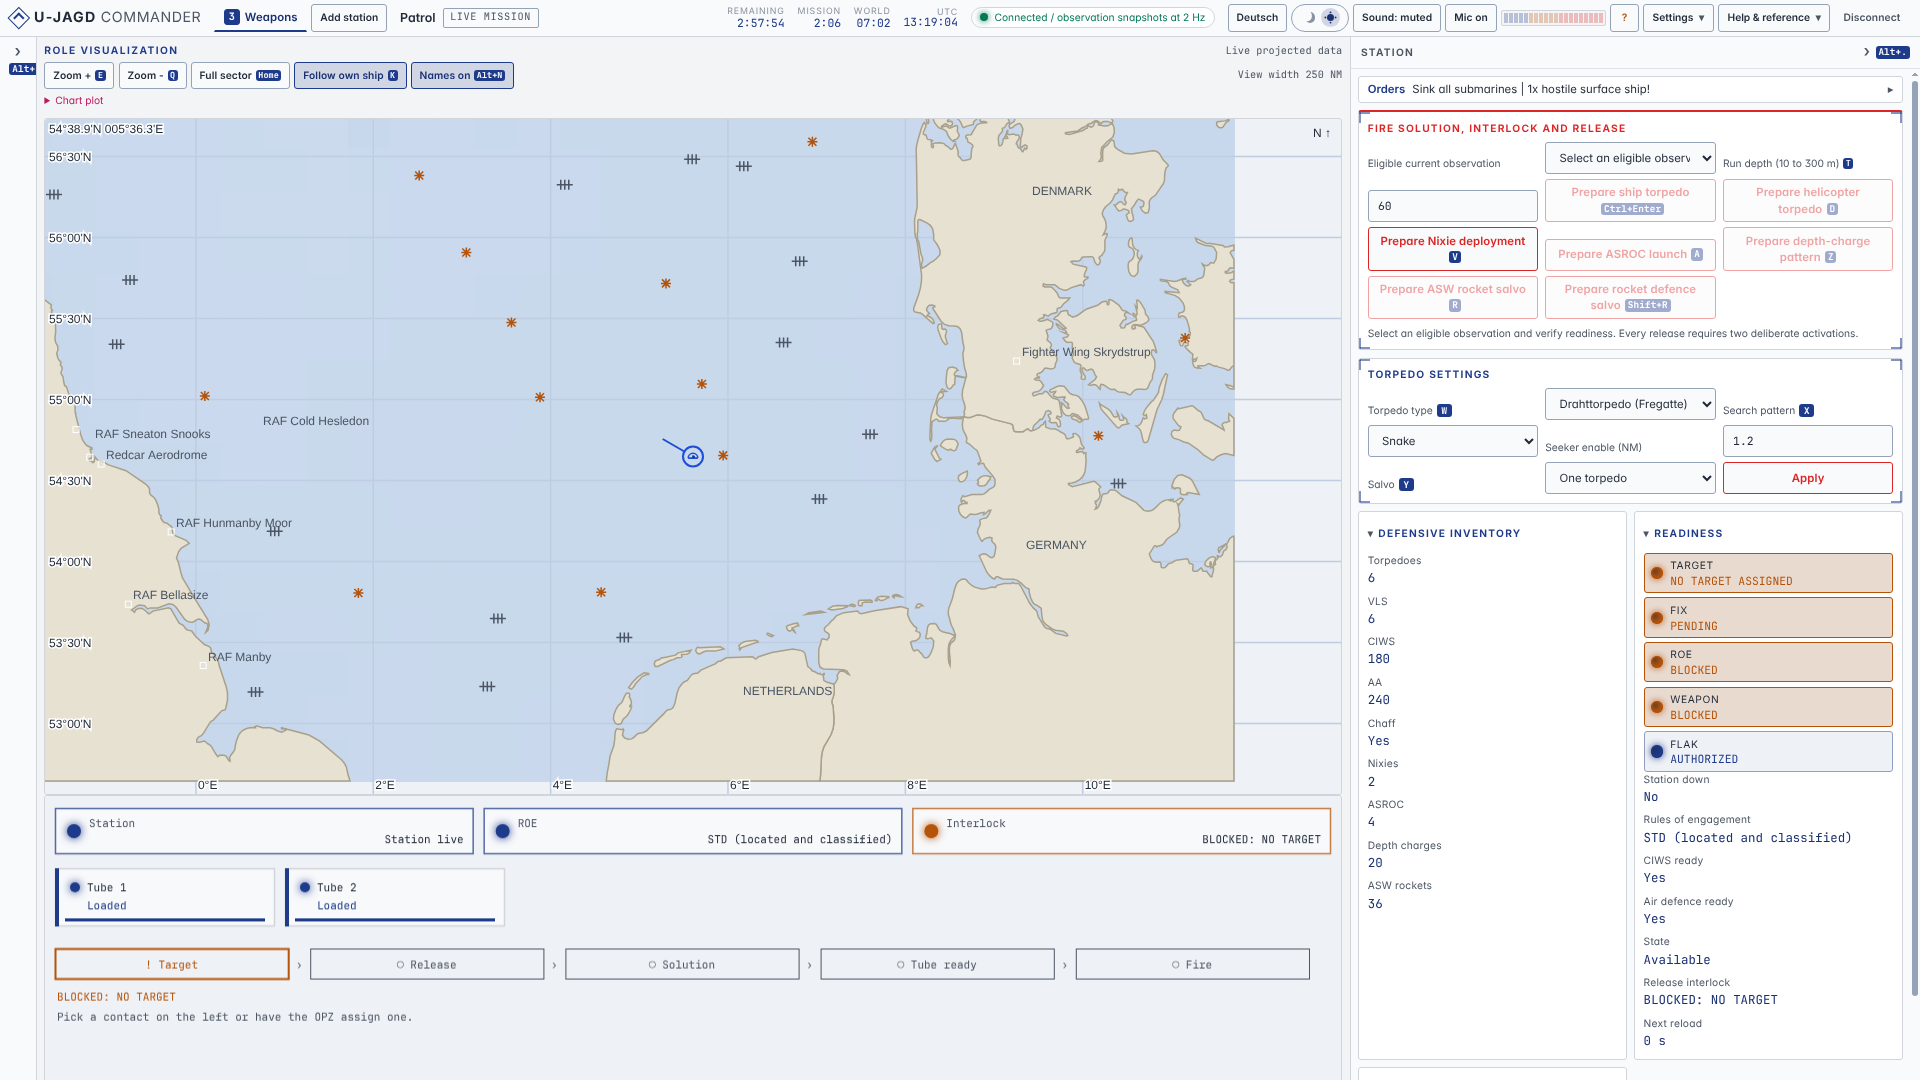 U-JAGD COMMANDER
3 Weapons
Add station
Patrol
LIVE MISSION
REMAINING
2:57:54
MISSION
2:06
WORLD
07:02
UTC
13:19:04
Connected / observation snapshots at 2 Hz
Deutsch
Sound: muted
Mic on
?
Settings ▾
Help & reference ▾
Disconnect
Alt+
ROLE VISUALIZATION
Live projected data
Zoom + E
Zoom - Q
Full sector Home
Follow own ship K
Names on Alt+N
View width 250 NM
Chart plot
54°38.9'N 005°36.3'E
N ↑
56°30'N
DENMARK
56°00'N
55°30'N
Fighter Wing Skrydstrup
55°00'N
RAF Cold Hesledon
RAF Sneaton Snooks
Redcar Aerodrome
54°30'N
RAF Hunmanby Moor
GERMANY
54°00'N
RAF Bellasize
53°30'N
RAF Manby
NETHERLANDS
53°00'N
0°E
2°E
4°E
6°E
8°E
10°E
Station
Station live
ROE
STD (located and classified)
Interlock
BLOCKED: NO TARGET
Tube 1
Loaded
Tube 2
Loaded
! Target
Release
Solution
Tube ready
Fire
BLOCKED: NO TARGET
Pick a contact on the left or have the OPZ assign one.
STATION
Alt+.
Orders Sink all submarines | 1x hostile surface ship!
FIRE SOLUTION, INTERLOCK AND RELEASE
Eligible current observation
Select an eligible observ
Run depth (10 to 300 m) T
60
Prepare ship torpedo
Ctrl+Enter
Prepare helicopter
torpedo D
Prepare Nixie deployment
V
Prepare ASROC launch A
Prepare depth-charge
pattern Z
Prepare ASW rocket salvo
R
Prepare rocket defence
salvo Shift+R
Select an eligible observation and verify readiness. Every release requires two deliberate activations.
TORPEDO SETTINGS
Torpedo type W
Drahttorpedo (Fregatte)
Search pattern X
Snake
Seeker enable (NM)
1.2
Salvo Y
One torpedo
Apply
▾ DEFENSIVE INVENTORY
Torpedoes
6
VLS
6
CIWS
180
AA
240
Chaff
Yes
Nixies
2
ASROC
4
Depth charges
20
ASW rockets
36
▾ READINESS
TARGET
NO TARGET ASSIGNED
FIX
PENDING
ROE
BLOCKED
WEAPON
BLOCKED
FLAK
AUTHORIZED
Station down
No
Rules of engagement
STD (located and classified)
CIWS ready
Yes
Air defence ready
Yes
State
Available
Release interlock
BLOCKED: NO TARGET
Next reload
0 s